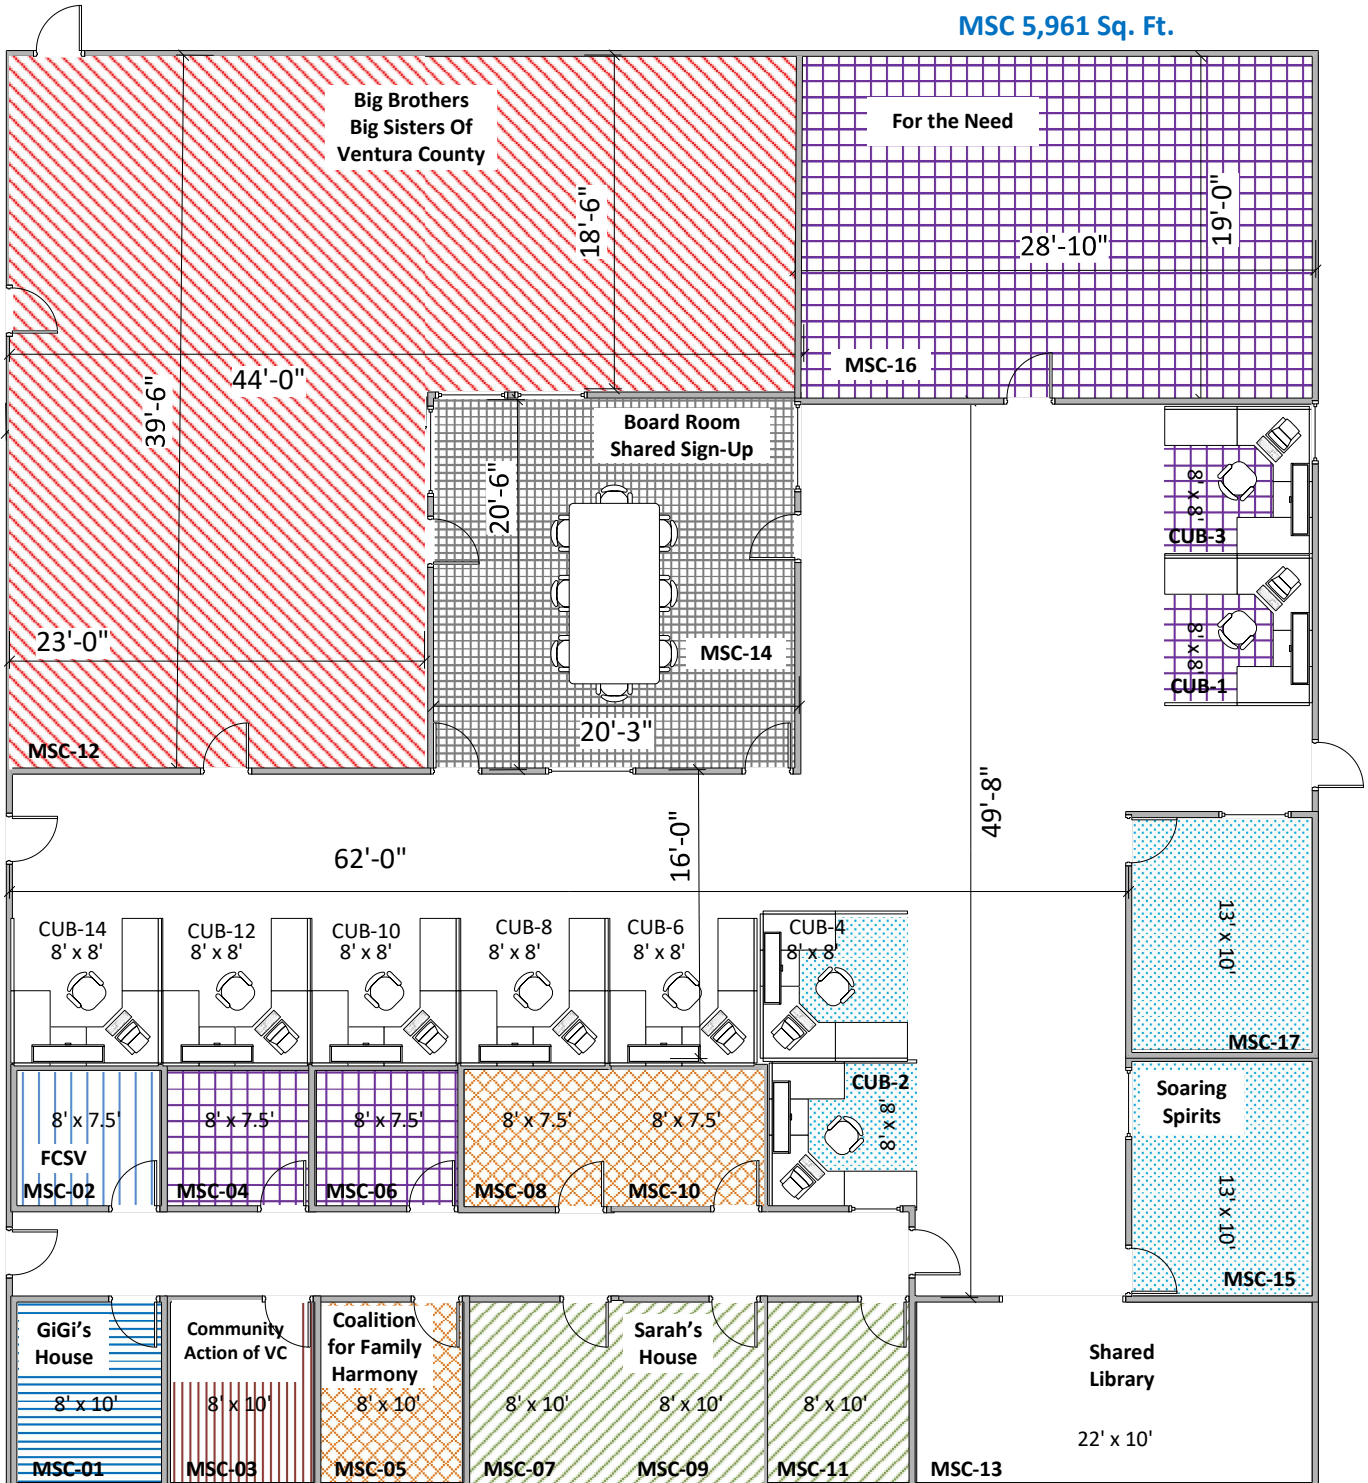 MSC 5,961 Sq. Ft.
Big Brothers
Big Sisters Of
Ventura County
For the Need
18'-6"
19'-0"
28'-10"
MSC-16
44'-0"
39'-6"
Board Room
Shared Sign-Up
20'-6"
8' x 8'
CUB-3
23'-0"
MSC-14
8' x 8'
CUB-1
20'-3"
MSC-12
49'-8"
16'-0"
62'-0"
CUB-14
8' x 8'
CUB-12
8' x 8'
CUB-10
8' x 8'
CUB-8
8' x 8'
CUB-6
8' x 8'
CUB-4
8' x 8'
13' x 10'
MSC-17
CUB-2
8' x 8'
Soaring
Spirits
13' x 10'
MSC-15
8' x 7.5'
FCSV
MSC-02
8' x 7.5'
MSC-04
8' x 7.5'
MSC-06
8' x 7.5'
MSC-08
8' x 7.5'
MSC-10
GiGi's
House
8' x 10'
MSC-01
Community
Action of VC
8' x 10'
MSC-03
Coalition
for Family
Harmony
8' x 10'
MSC-05
8' x 10'
MSC-07
Sarah's
House
8' x 10'
MSC-09
8' x 10'
MSC-11
Shared
Library
22' x 10'
MSC-13